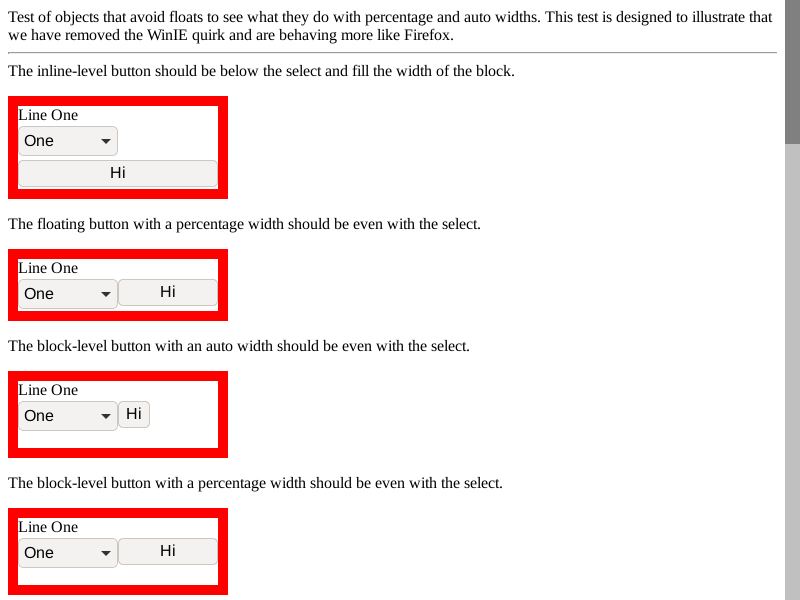 Test of objects that avoid floats to see what they do with percentage and auto widths. This test is designed to illustrate that
we have removed the WinIE quirk and are behaving more like Firefox.
The inline-level button should be below the select and fill the width of the block.
Line One
One
Hi
The floating button with a percentage width should be even with the select.
Line One
One Hi
The block-level button with an auto width should be even with the select.
Line One
One Hi
The block-level button with a percentage width should be even with the select.
Line One
One Hi